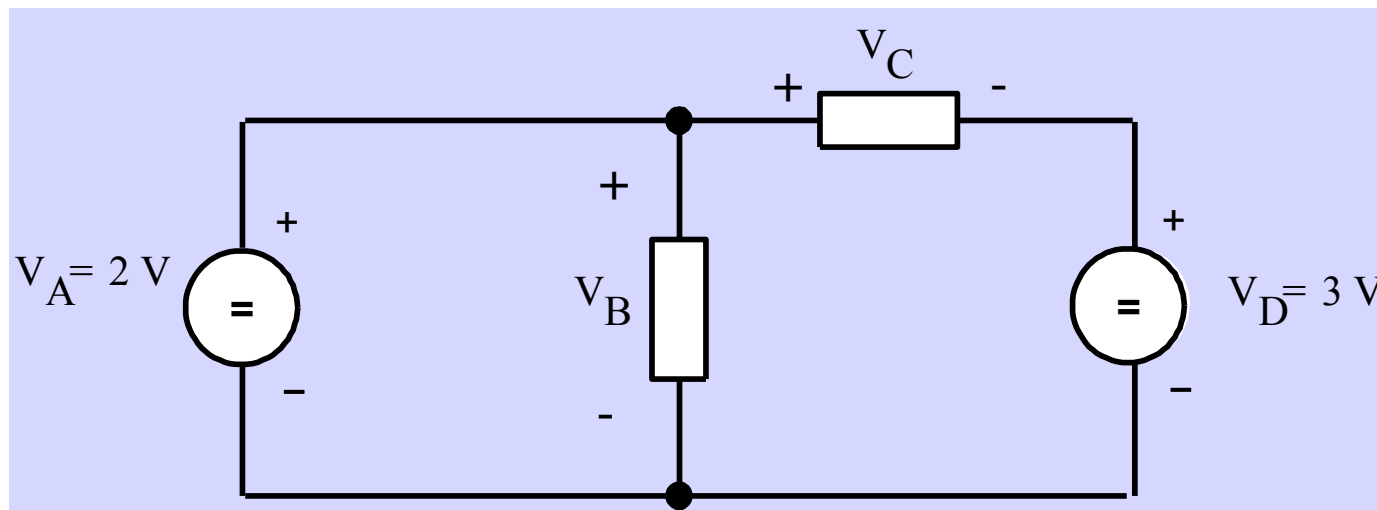 V_C
+ -
+
+ +
V_A = 2 V
=
V_B
=
V_D = 3 V
− −
-